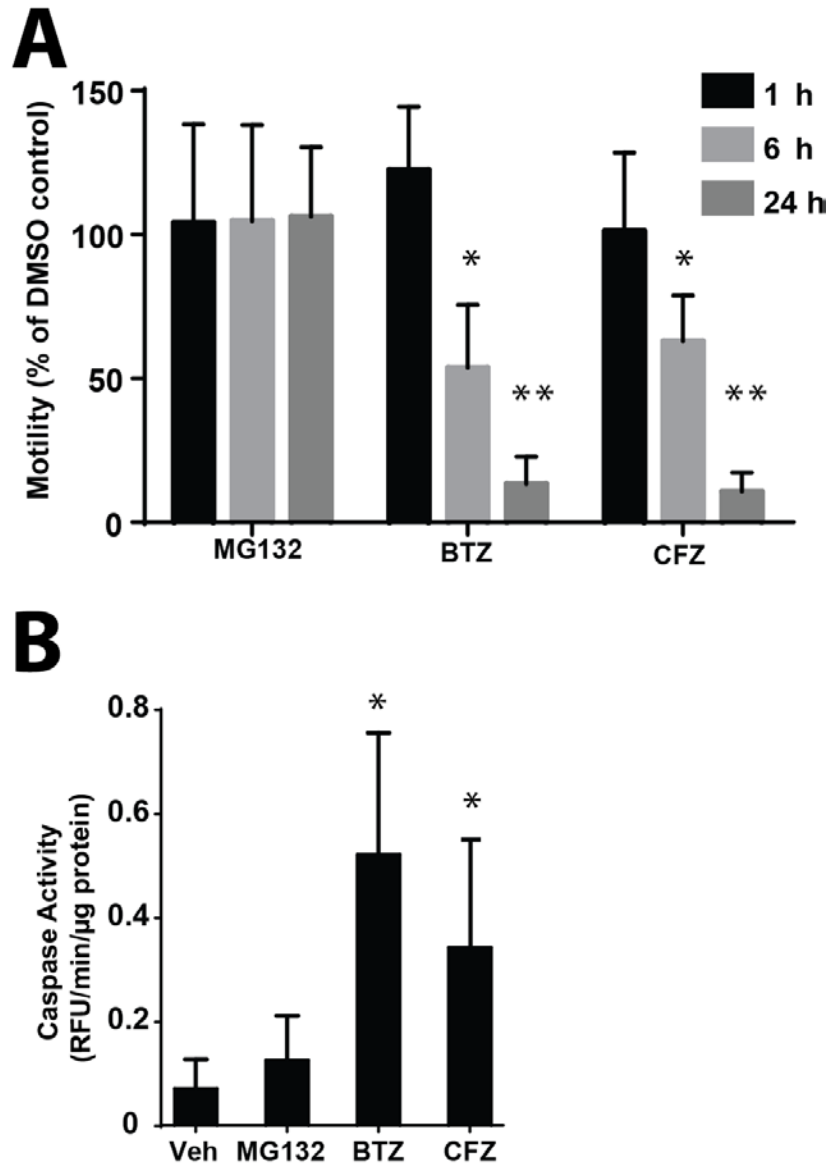 A
Motility (% of DMSO control)
150
100
50
0
1 h
6 h
24 h
*
**
*
**
MG132
BTZ
CFZ
B
Caspase Activity
(RFU/min/µg protein)
0.8
0.6
0.4
0.2
0
*
*
Veh
MG132
BTZ
CFZ